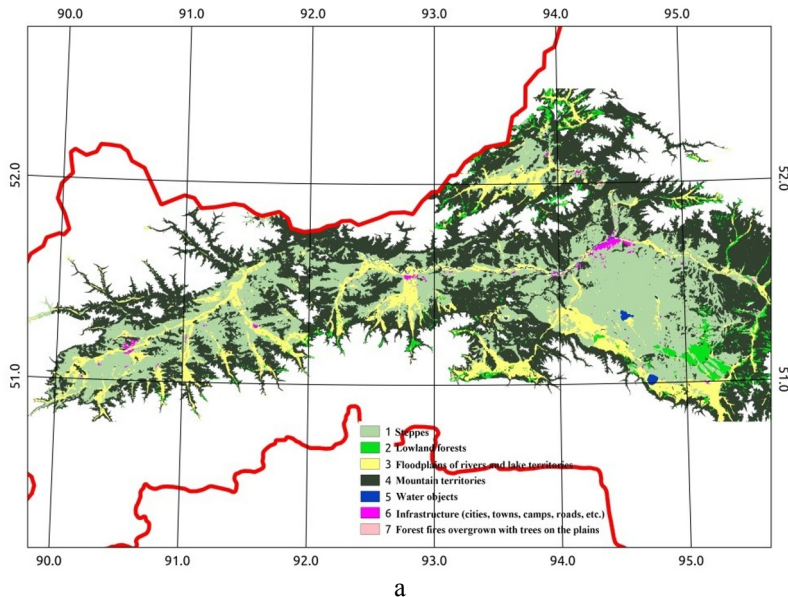 90.0 91.0 92.0 93.0 94.0 95.0
52.0 52.0
51.0 51.0
1 Steppes
2 Lowland forests
3 Floodplains of rivers and lake territories
4 Mountain territories
5 Water objects
6 Infrastructure (cities, towns, camps, roads, etc.)
7 Forest fires overgrown with trees on the plains
90.0 91.0 92.0 93.0 94.0 95.0
a